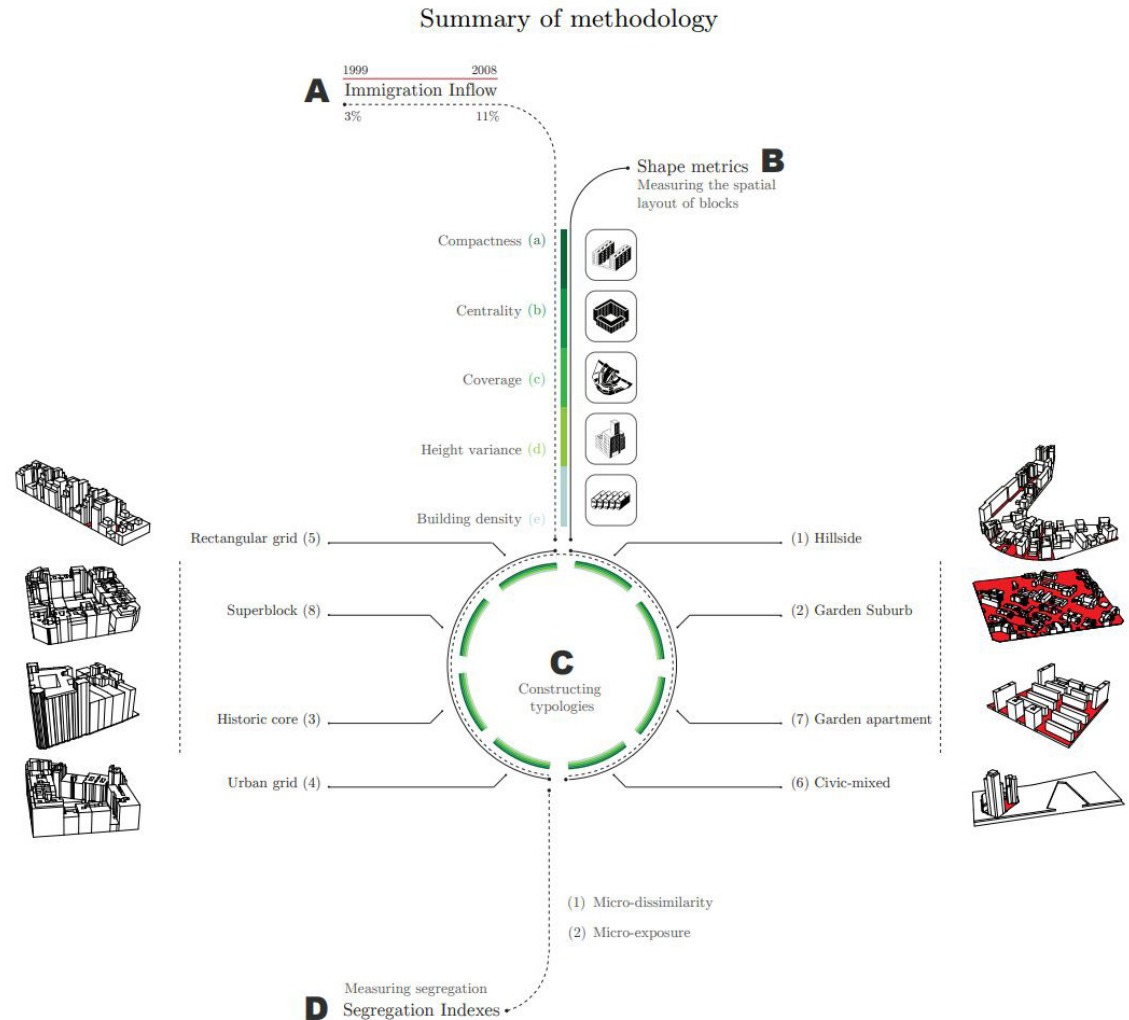 Summary of methodology
1999 2008
A Immigration Inflow
3% 11%
Shape metrics B
Measuring the spatial
layout of blocks
Compactness (a)
Centrality (b)
Coverage (c)
Height variance (d)
Building density (e)
Rectangular grid (5)
(1) Hillside
Superblock (8)
(2) Garden Suburb
C
Constructing
typologies
Historic core (3)
(7) Garden apartment
Urban grid (4)
(6) Civic-mixed
(1) Micro-dissimilarity
(2) Micro-exposure
Measuring segregation
D Segregation Indexes